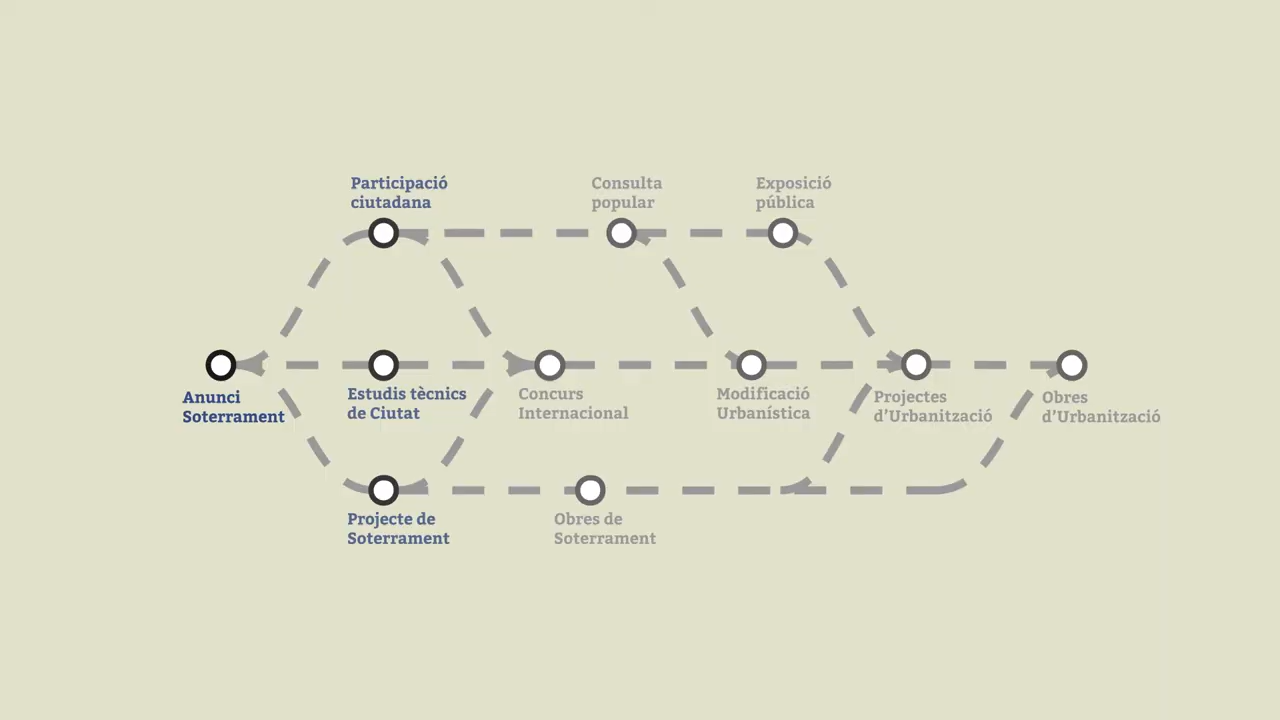 Participació
ciutadana
Consulta
popular
Exposició
pública
Anunci
Soterrament
Estudis tècnics
de Ciutat
Concurs
Internacional
Modificació
Urbanística
Projectes
d’Urbanització
Obres
d’Urbanització
Projecte de
Soterrament
Obres de
Soterrament